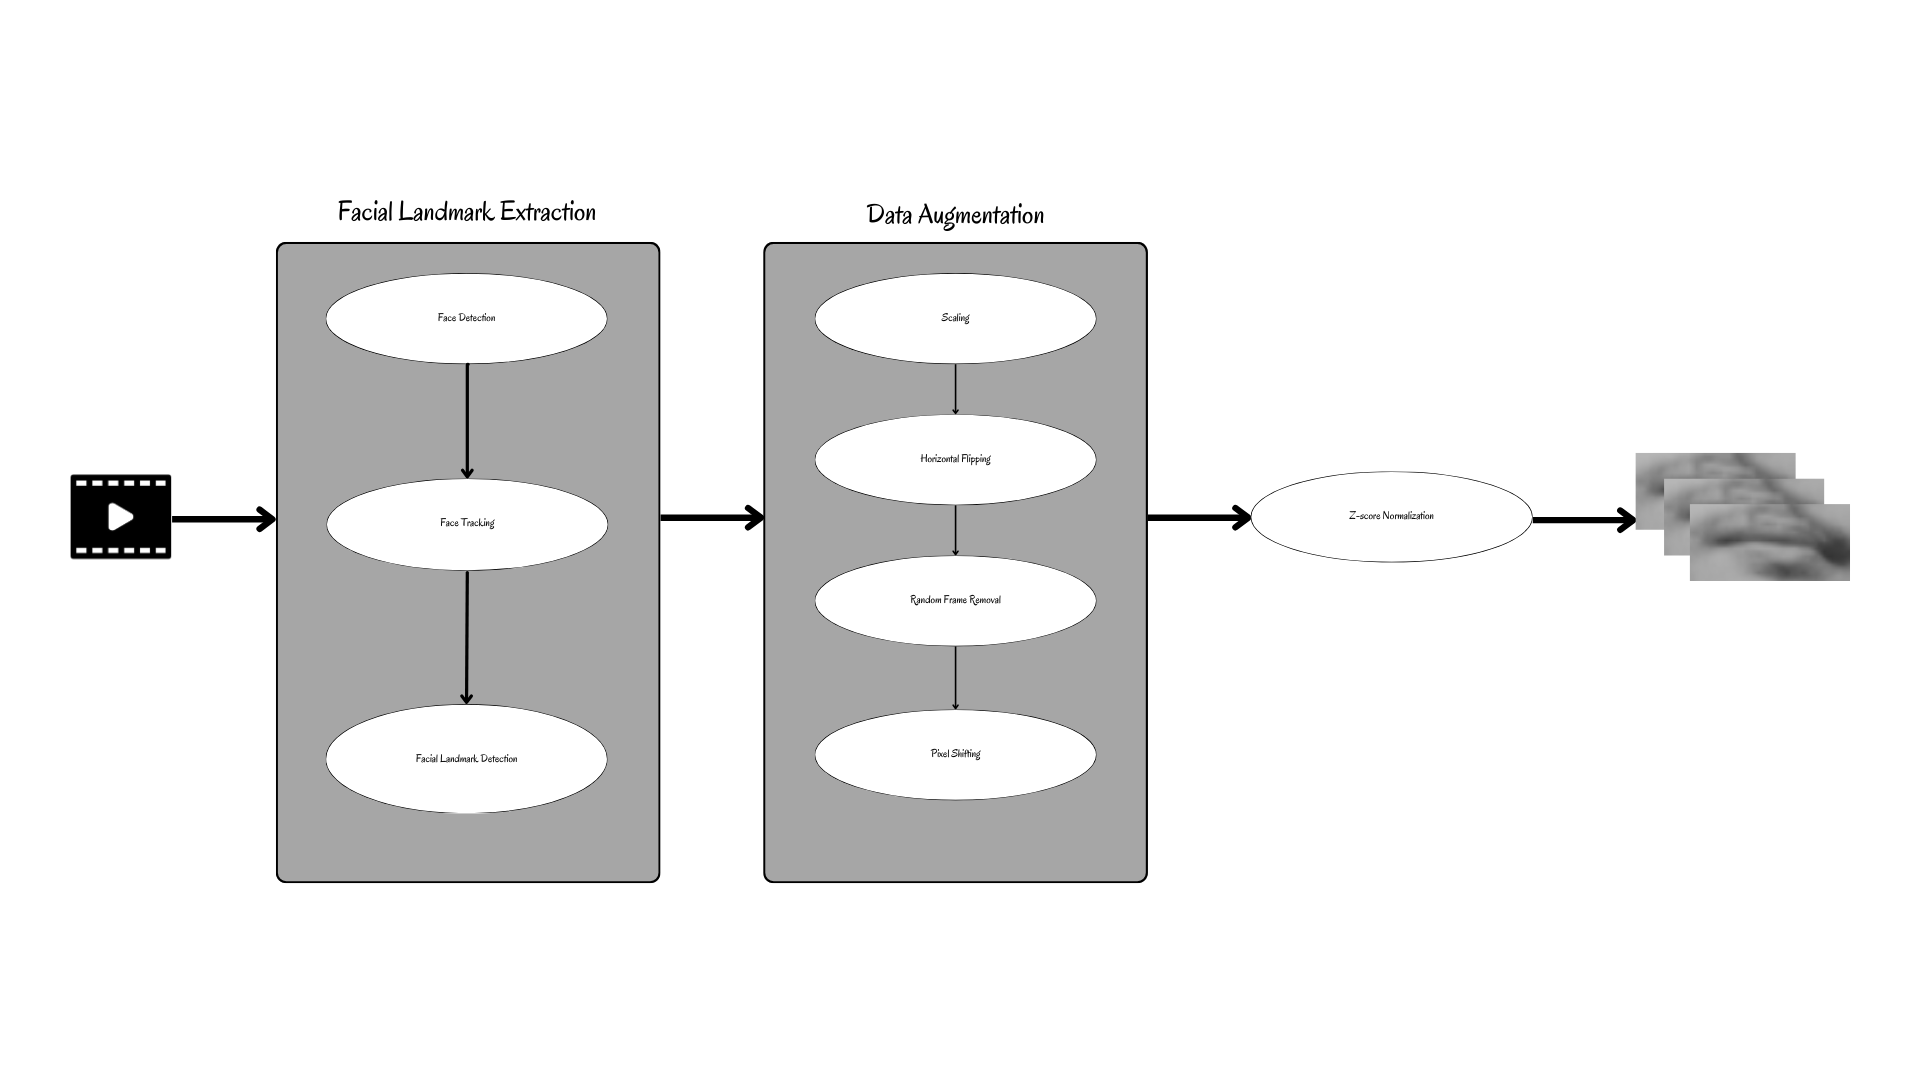 Facial Landmark Extraction
Face Detection
Face Tracking
Facial Landmark Detection
Data Augmentation
Scaling
Horizontal Flipping
Random Frame Removal
Pixel Shifting
Z-score Normalization